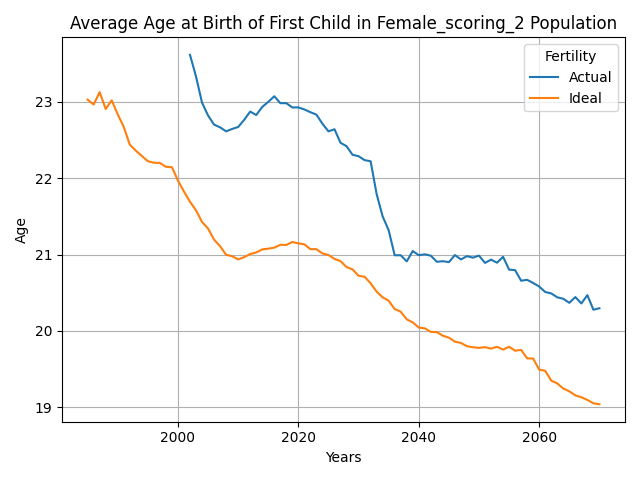 Average Age at Birth of First Child in Female_scoring_2 Population
Fertility
Actual
Ideal
Age
23
22
21
20
19
2000
2020
2040
2060
Years